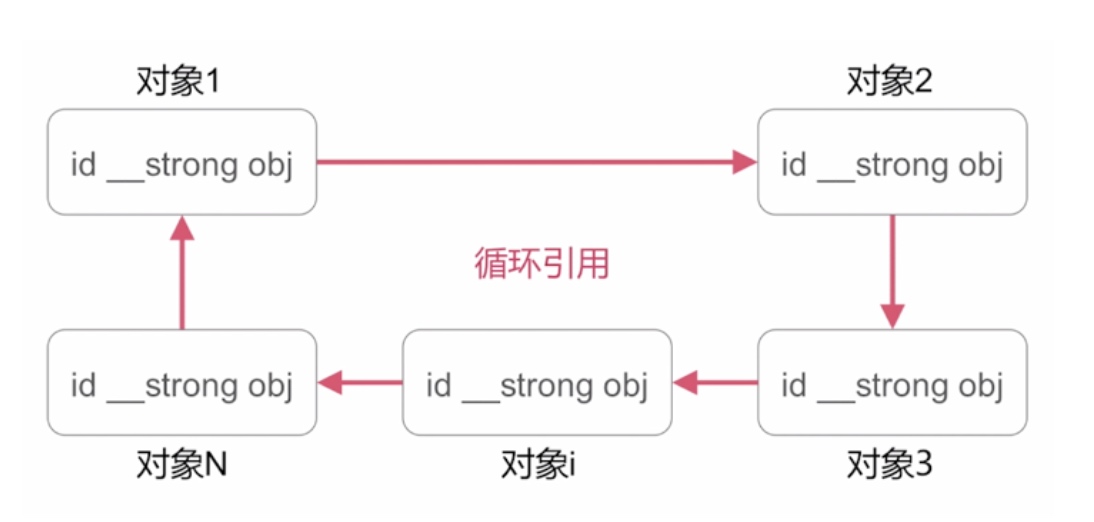 对象1
对象2
id __strong obj
id __strong obj
循环引用
id __strong obj
id __strong obj
id __strong obj
对象N
对象i
对象3